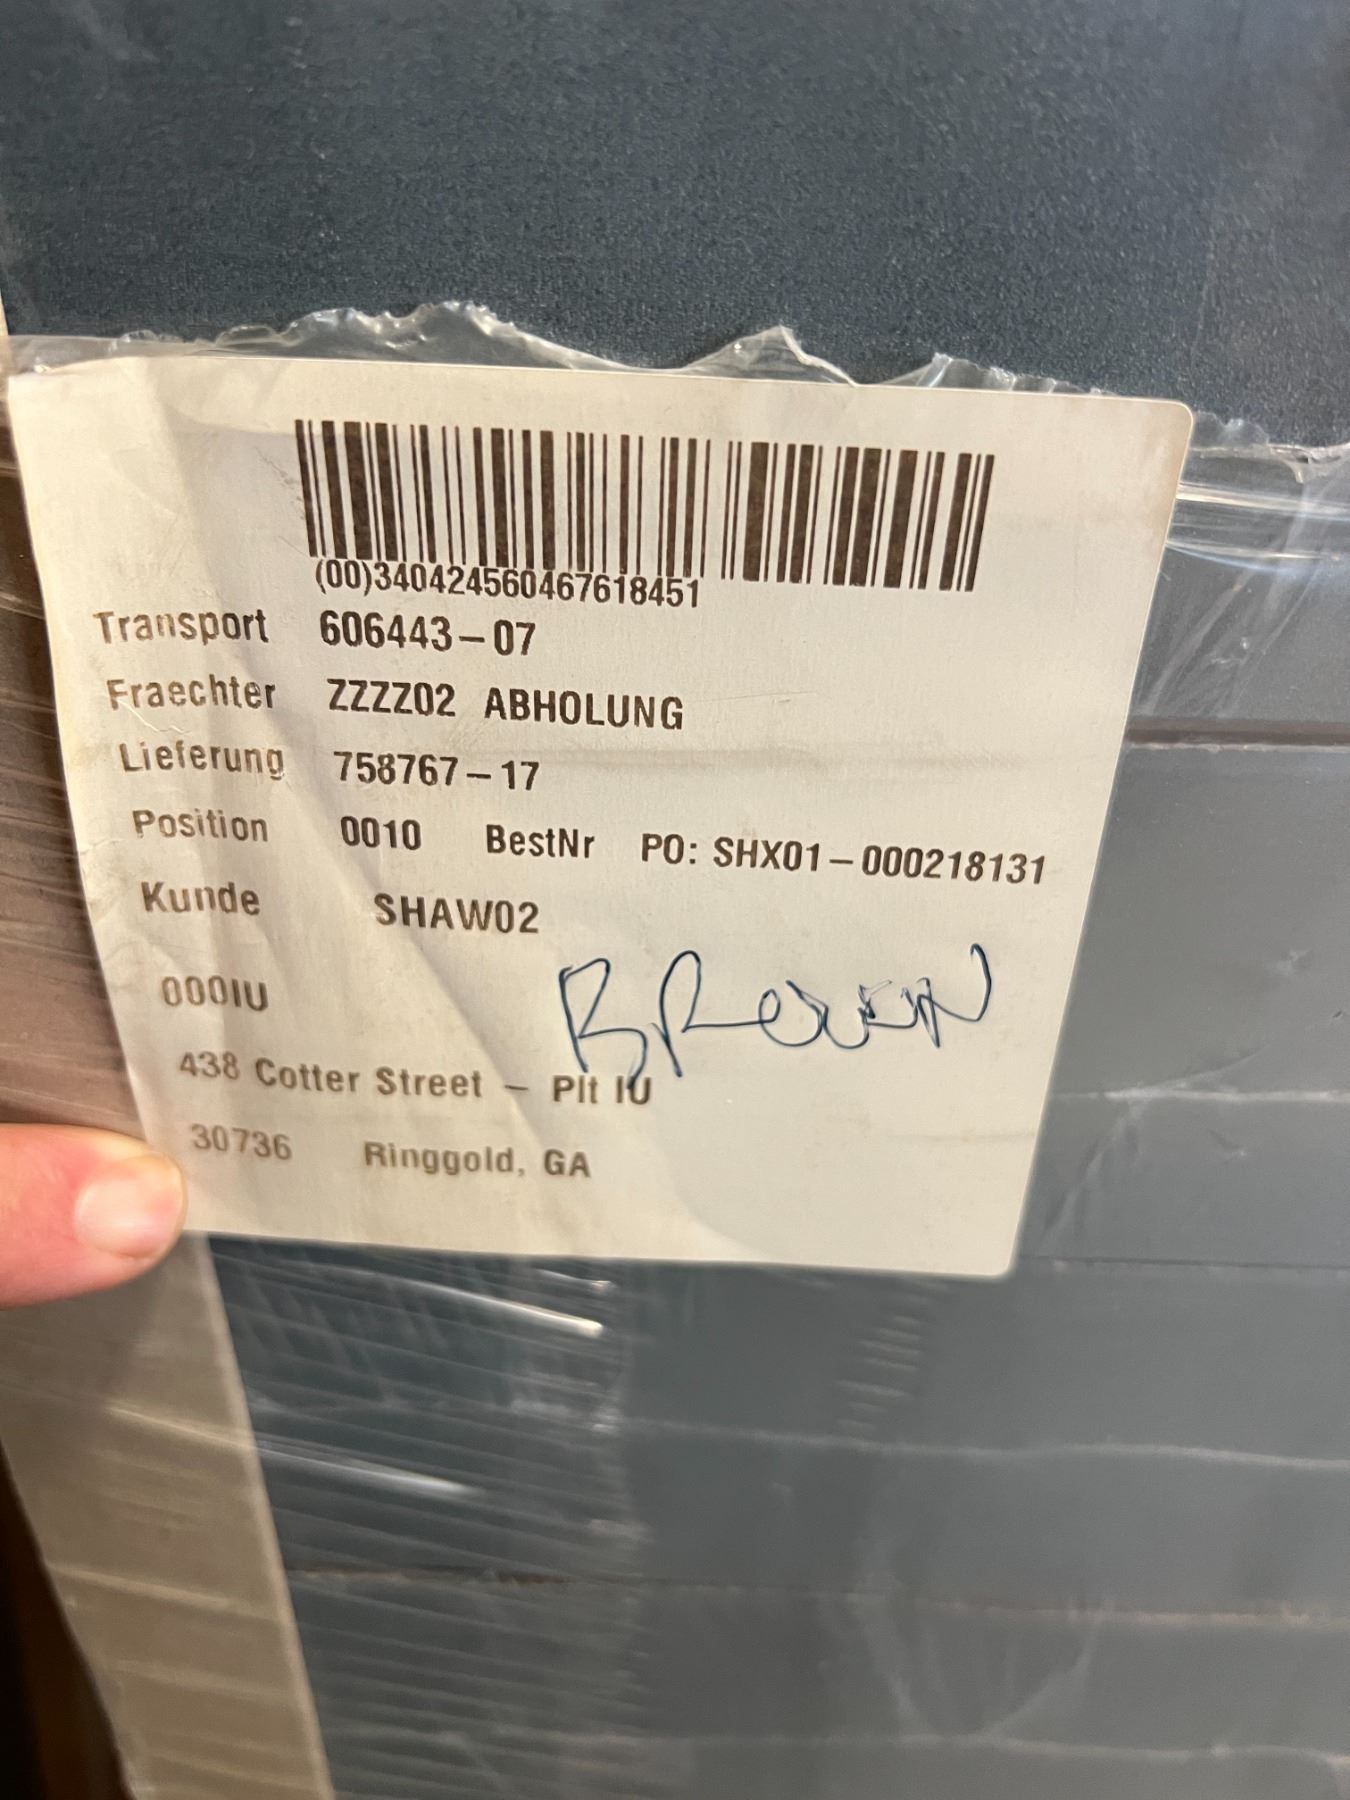 (00)340424560467618451
Transport 606443-07
Fraechter ZZZZ02 ABHOLUNG
Lieferung 758767-17
Position 0010 BestNr PO: SHX01-000218131
Kunde SHAW02
000IU
438 Cotter Street - Plt IU
30736 Ringgold, GA